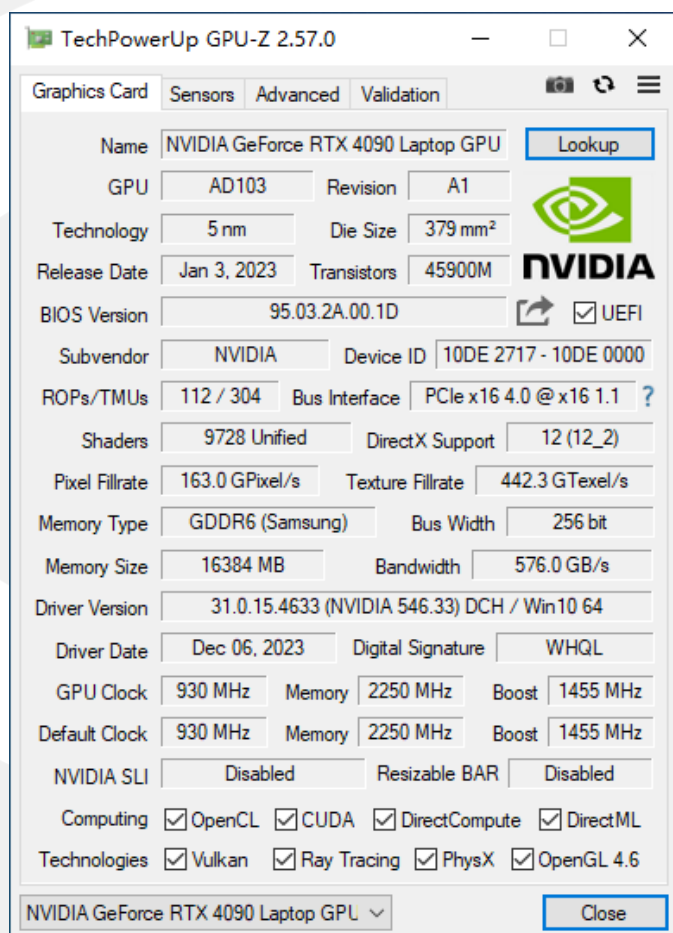 TechPowerUp GPU-Z 2.57.0
Graphics Card Sensors Advanced Validation
Name NVIDIA GeForce RTX 4090 Laptop GPU Lookup
GPU AD103 Revision A1
Technology 5 nm Die Size 379 mm²
Release Date Jan 3, 2023 Transistors 45900M
NVIDIA
BIOS Version 95.03.2A.00.1D UEFI
Subvendor NVIDIA Device ID 10DE 2717 - 10DE 0000
ROPs/TMUs 112 / 304 Bus Interface PCIe x16 4.0 @ x16 1.1 ?
Shaders 9728 Unified DirectX Support 12 (12_2)
Pixel Fillrate 163.0 GPixel/s Texture Fillrate 442.3 GTexel/s
Memory Type GDDR6 (Samsung) Bus Width 256 bit
Memory Size 16384 MB Bandwidth 576.0 GB/s
Driver Version 31.0.15.4633 (NVIDIA 546.33) DCH / Win10 64
Driver Date Dec 06, 2023 Digital Signature WHQL
GPU Clock 930 MHz Memory 2250 MHz Boost 1455 MHz
Default Clock 930 MHz Memory 2250 MHz Boost 1455 MHz
NVIDIA SLI Disabled Resizable BAR Disabled
Computing OpenCL CUDA DirectCompute DirectML
Technologies Vulkan Ray Tracing PhysX OpenGL 4.6
NVIDIA GeForce RTX 4090 Laptop GPU Close